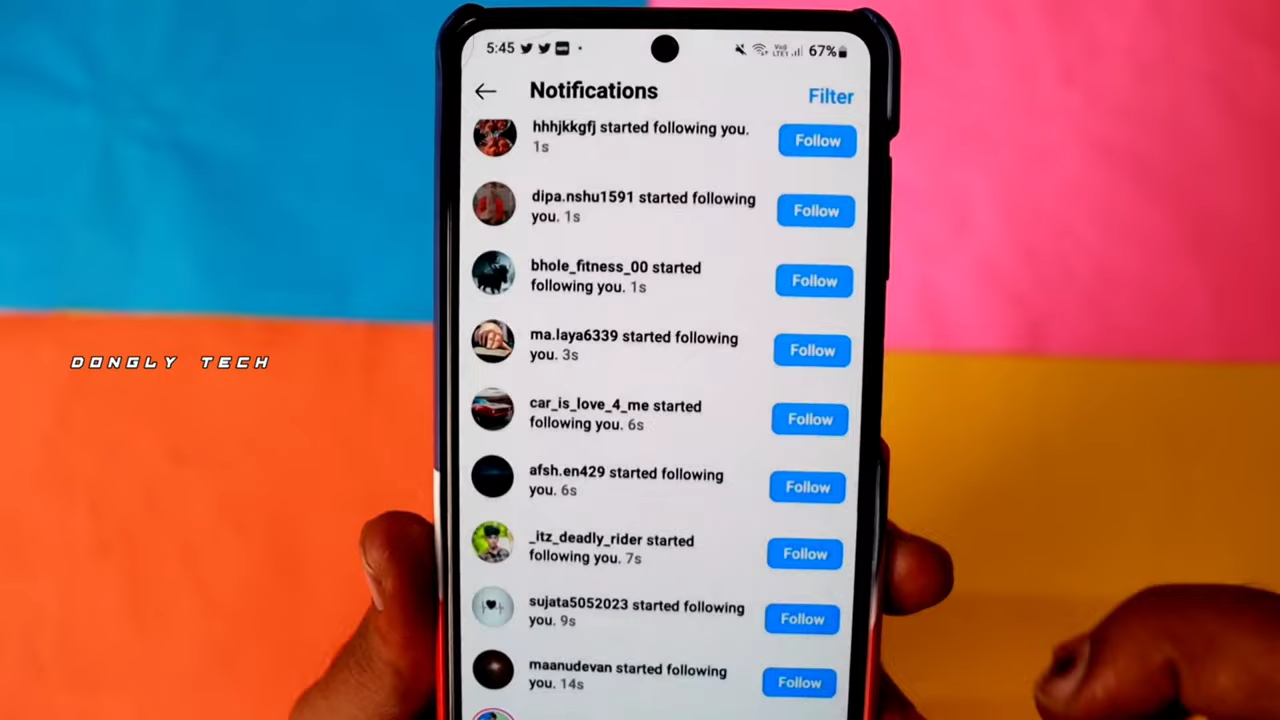 5:45
67%
Notifications
Filter
hhhjkkgfj started following you.
1s
Follow
dipa.nshu1591 started following
you. 1s
Follow
bhole_fitness_00 started
following you. 1s
Follow
ma.laya6339 started following
you. 3s
Follow
car_is_love_4_me started
following you. 6s
Follow
afsh.en429 started following
you. 6s
Follow
_itz_deadly_rider started
following you. 7s
Follow
sujata5052023 started following
you. 9s
Follow
maanudevan started following
you. 14s
Follow
DONGLY TECH